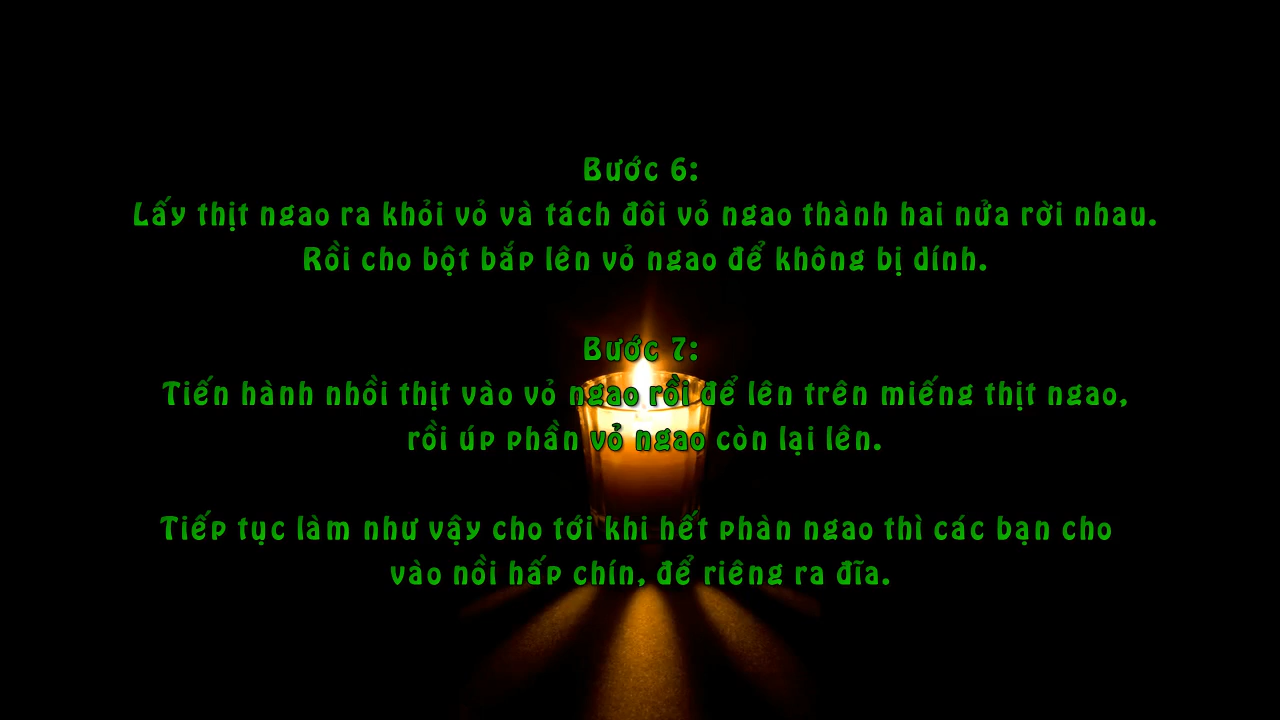 Bước 6:
Lấy thịt ngao ra khỏi vỏ và tách đôi vỏ ngao thành hai nửa rời nhau.
Rồi cho bột bắp lên vỏ ngao để không bị dính.
Bước 7:
Tiến hành nhồi thịt vào vỏ ngao rồi để lên trên miếng thịt ngao,
rồi úp phần vỏ ngao còn lại lên.
Tiếp tục làm như vậy cho tới khi hết phàn ngao thì các bạn cho
vào nồi hấp chín, để riêng ra đĩa.